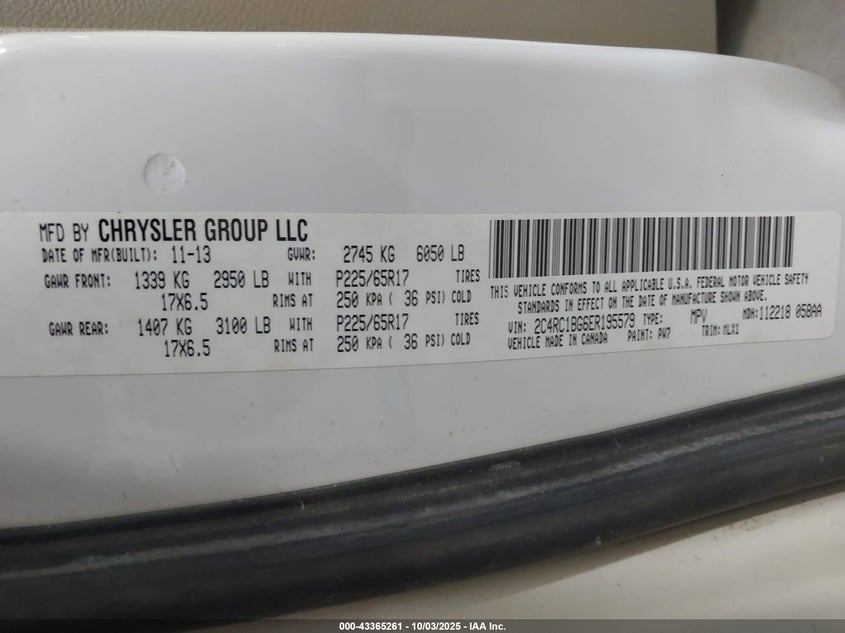 MFD BY CHRYSLER GROUP LLC
DATE OF MFR(BUILT): 11-13 GVWR: 2745 KG 6050 LB
GAWR FRONT: 1339 KG 2950 LB WITH P225/65R17 TIRES
17X6.5 RIMS AT 250 KPA ( 36 PSI) COLD
GAWR REAR: 1407 KG 3100 LB WITH P225/65R17 TIRES
17X6.5 RIMS AT 250 KPA ( 36 PSI) COLD
THIS VEHICLE CONFORMS TO ALL APPLICABLE U.S.A. FEDERAL MOTOR VEHICLE SAFETY
STANDARDS IN EFFECT ON THE DATE OF MANUFACTURE SHOWN ABOVE.
VIN: 2C4RC1BG6ER195579 TYPE: MPV MDH: 112218 058AA
VEHICLE MADE IN CANADA PAINT: PW7 TRIM: MLX1
000-43365261 - 10/03/2025 - IAA Inc.